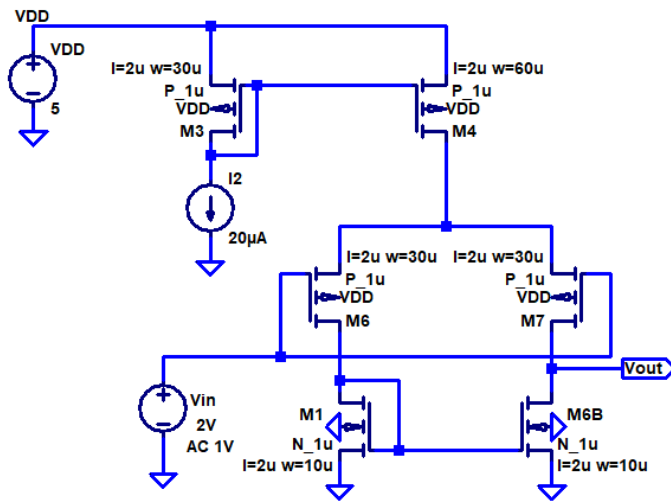 VDD
VDD
5
l=2u w=30u
P_1u
VDD
M3
l=2u w=60u
P_1u
VDD
M4
I2
20µA
l=2u w=30u
P_1u
VDD
M6
l=2u w=30u
P_1u
VDD
M7
Vout
Vin
2V
AC 1V
M1
N_1u
l=2u w=10u
M6B
N_1u
l=2u w=10u